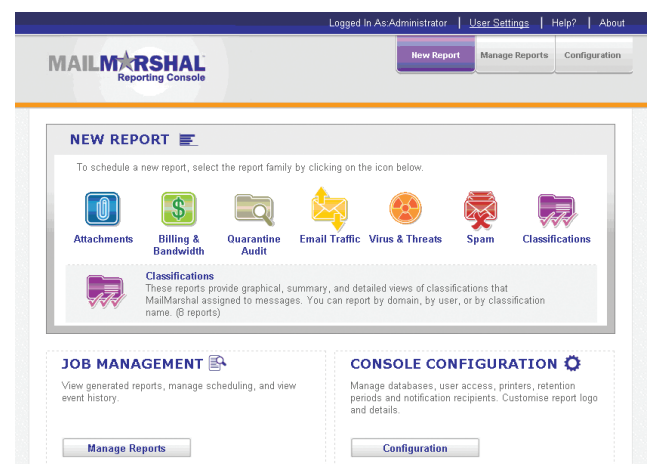 Logged In As:Administrator | User Settings | Help? | About
MAILMARSHAL
Reporting Console
New Report
Manage Reports
Configuration
NEW REPORT
To schedule a new report, select the report family by clicking on the icon below.
Attachments
Billing & Bandwidth
Quarantine Audit
Email Traffic
Virus & Threats
Spam
Classifications
Classifications
These reports provide graphical, summary, and detailed views of classifications that
MailMarshal assigned to messages. You can report by domain, by user, or by classification
name. (8 reports)
JOB MANAGEMENT
View generated reports, manage scheduling, and view
event history.
Manage Reports
CONSOLE CONFIGURATION
Manage databases, user access, printers, retention
periods and notification recipients. Customise report logo
and details.
Configuration